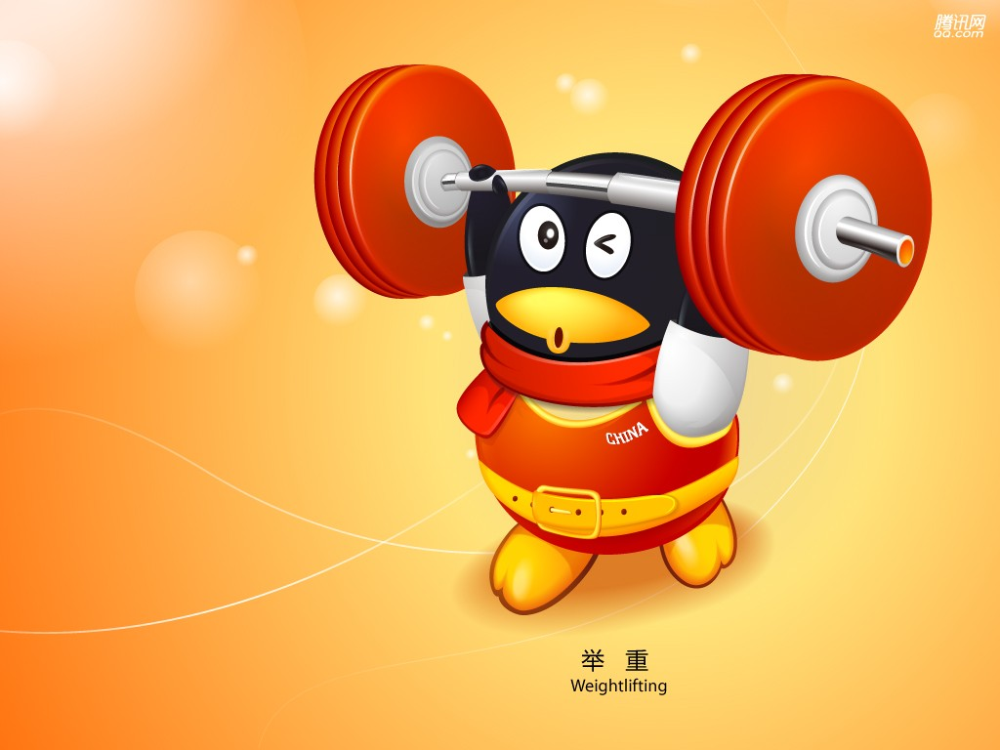 腾讯网
QQ.com
CHINA
举 重
Weightlifting